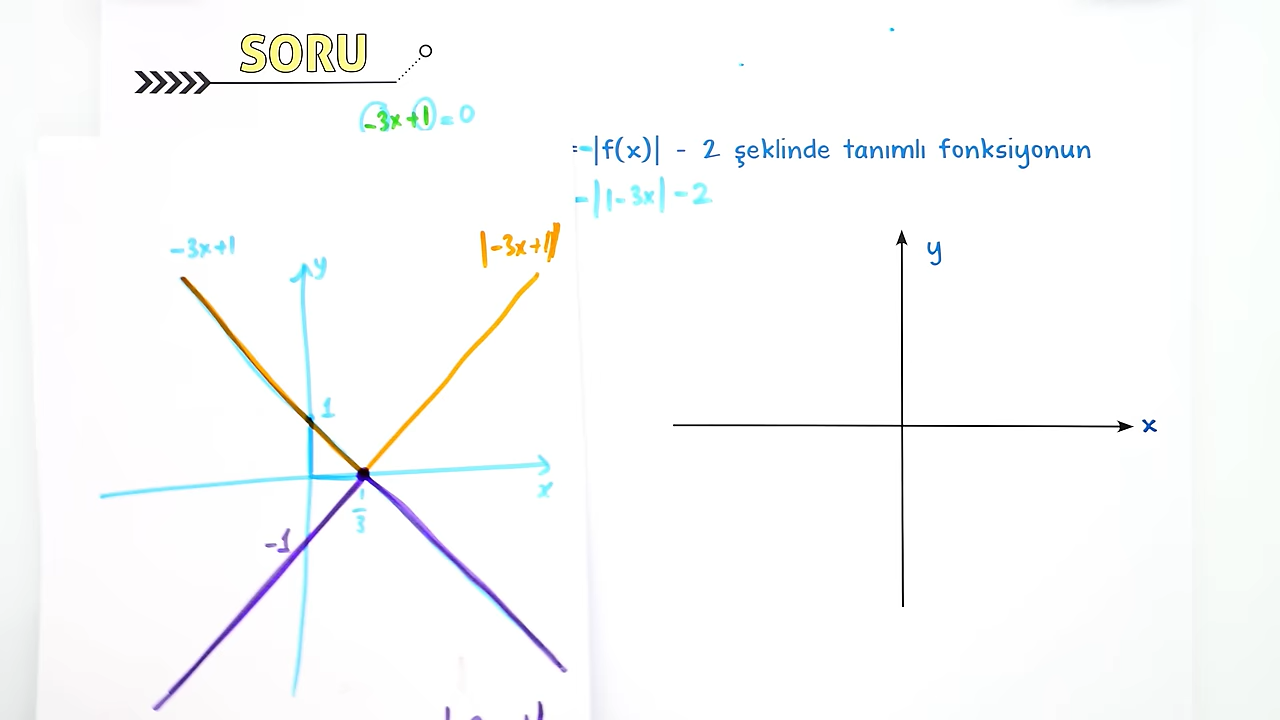 SORU
-3x+1=0
=-|f(x)| - 2 şeklinde tanımlı fonksiyonun
-|1-3x|-2
-3x+1
|-3x+1|
y
y
1
x
x
1
3
-1